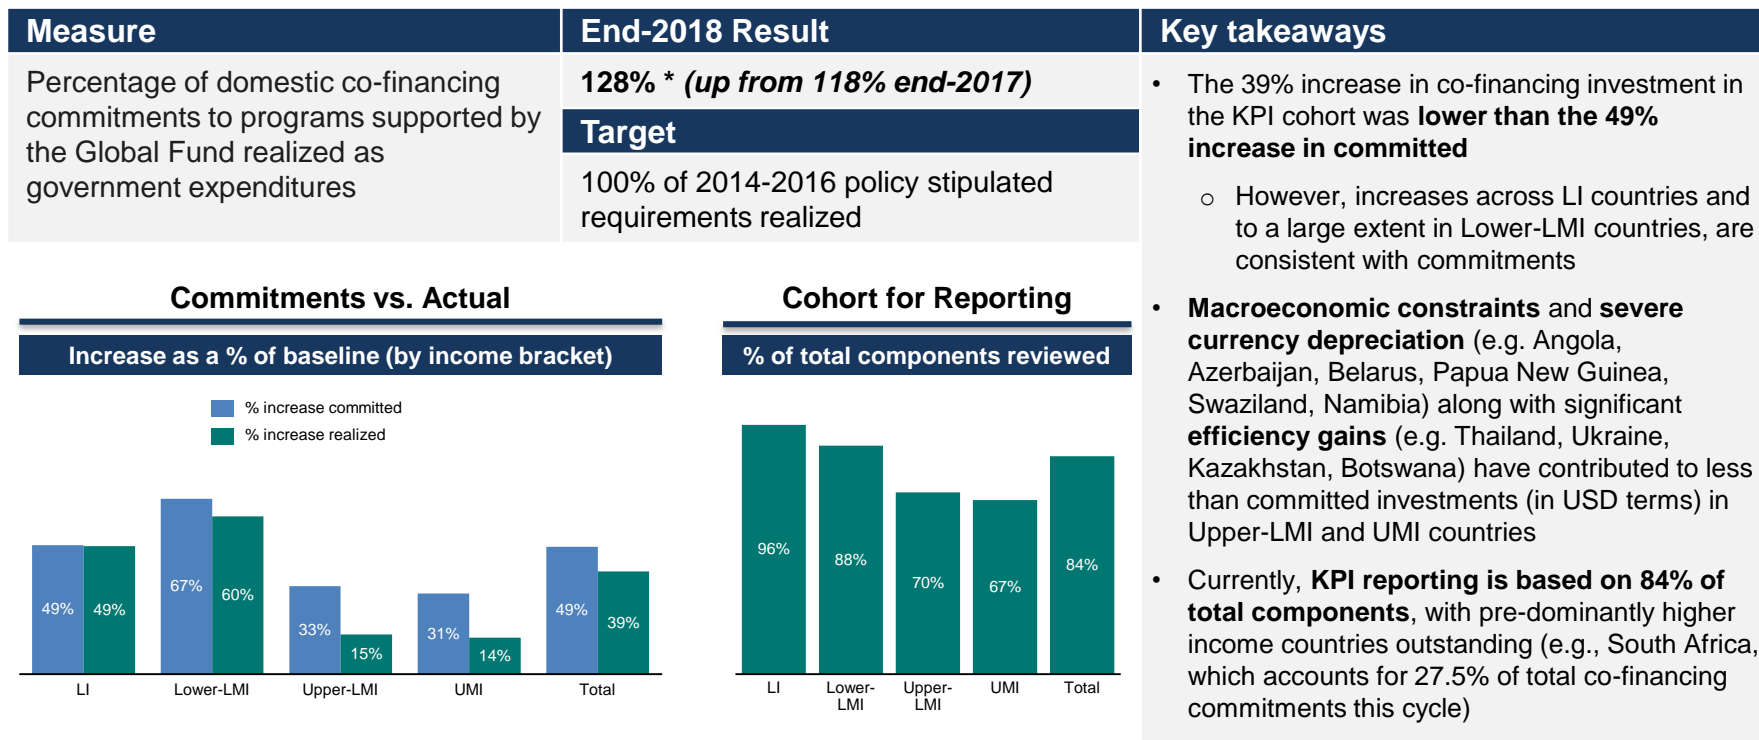 Measure
Percentage of domestic co-financing
commitments to programs supported by
the Global Fund realized as
government expenditures
End-2018 Result
128% * (up from 118% end-2017)
Target
100% of 2014-2016 policy stipulated
requirements realized
Commitments vs. Actual
Increase as a % of baseline (by income bracket)
% increase committed
% increase realized
49%
49%
67%
60%
33%
15%
31%
14%
49%
39%
LI
Lower-LMI
Upper-LMI
UMI
Total
Cohort for Reporting
% of total components reviewed
96%
88%
70%
67%
84%
LI
Lower-
LMI
Upper-
LMI
UMI
Total
Key takeaways
• The 39% increase in co-financing investment in
the KPI cohort was lower than the 49%
increase in committed
o However, increases across LI countries and
to a large extent in Lower-LMI countries, are
consistent with commitments
• Macroeconomic constraints and severe
currency depreciation (e.g. Angola,
Azerbaijan, Belarus, Papua New Guinea,
Swaziland, Namibia) along with significant
efficiency gains (e.g. Thailand, Ukraine,
Kazakhstan, Botswana) have contributed to less
than committed investments (in USD terms) in
Upper-LMI and UMI countries
• Currently, KPI reporting is based on 84% of
total components, with pre-dominantly higher
income countries outstanding (e.g., South Africa,
which accounts for 27.5% of total co-financing
commitments this cycle)